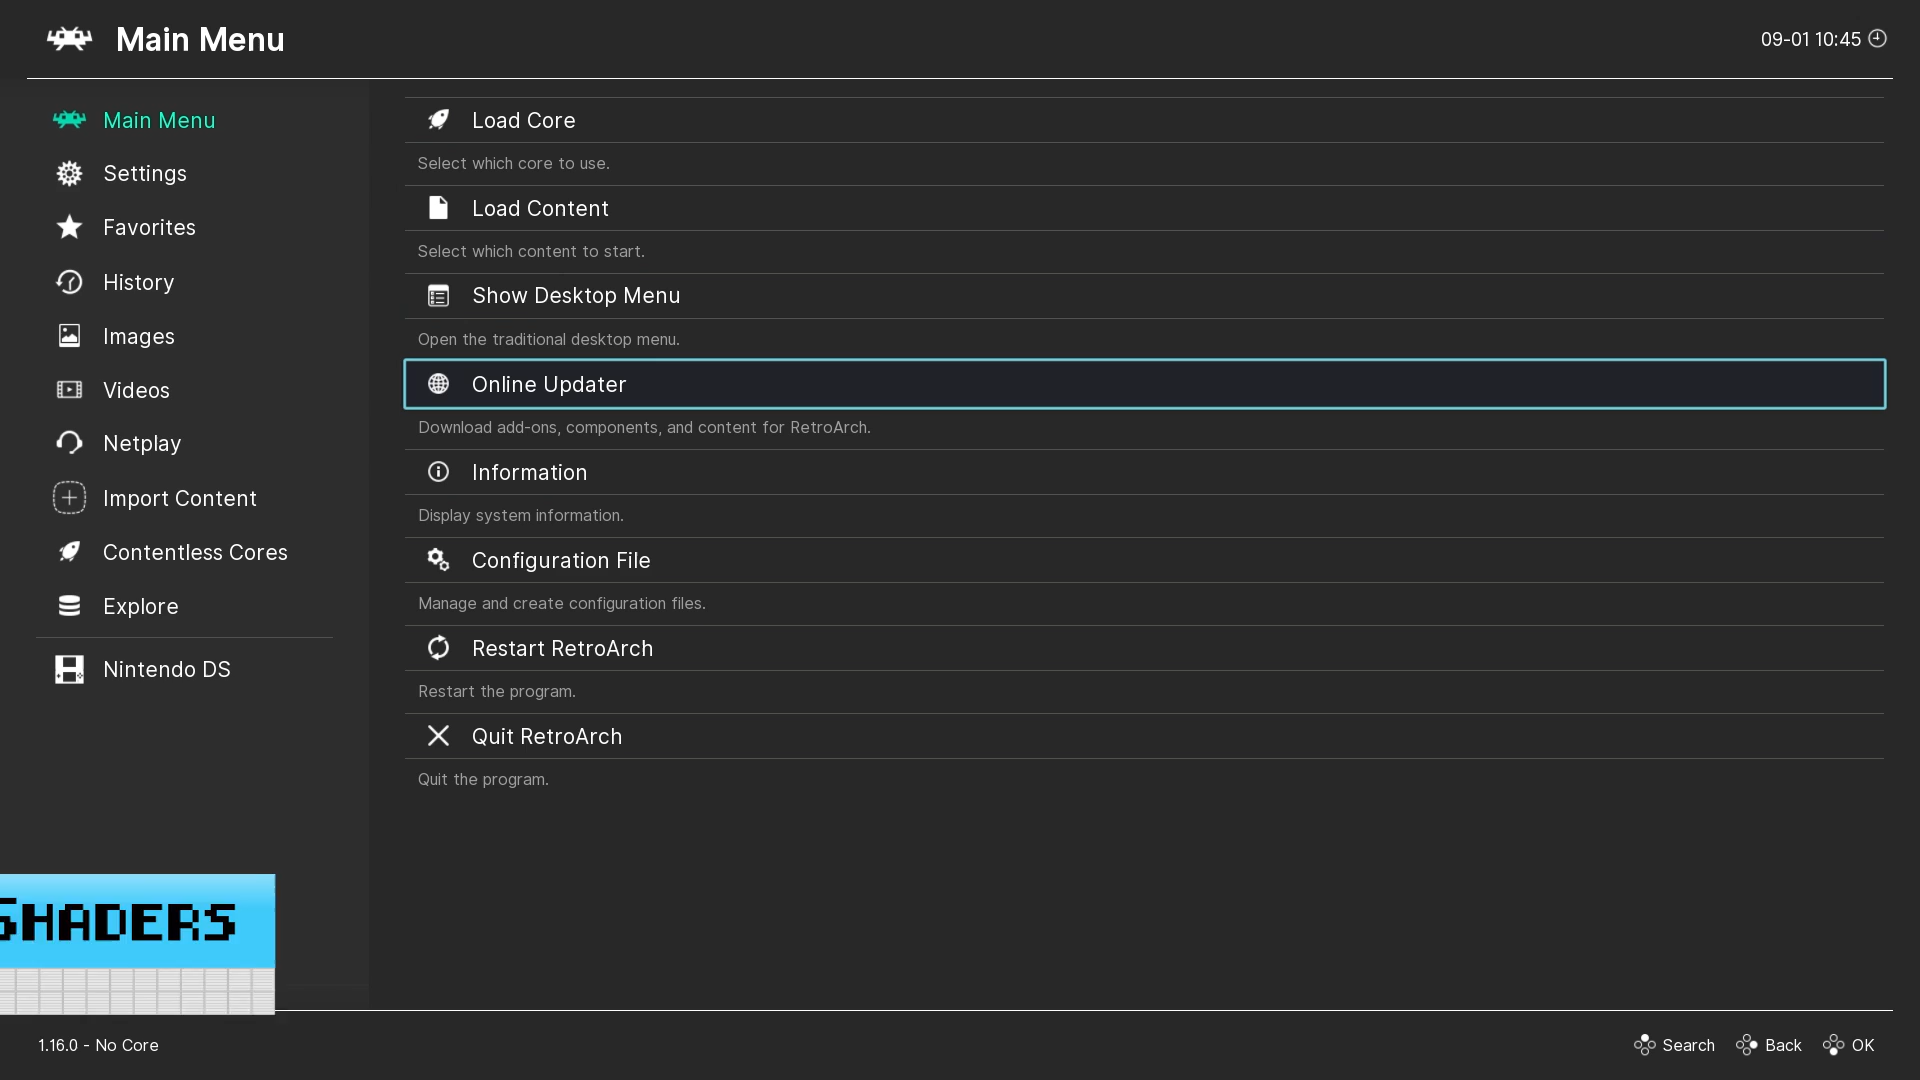 Main Menu
09-01 10:45
Main Menu
Settings
Favorites
History
Images
Videos
Netplay
Import Content
Contentless Cores
Explore
Nintendo DS
Load Core
Select which core to use.
Load Content
Select which content to start.
Show Desktop Menu
Open the traditional desktop menu.
Online Updater
Download add-ons, components, and content for RetroArch.
Information
Display system information.
Configuration File
Manage and create configuration files.
Restart RetroArch
Restart the program.
Quit RetroArch
Quit the program.
SHADERS
1.16.0 - No Core
Search Back OK